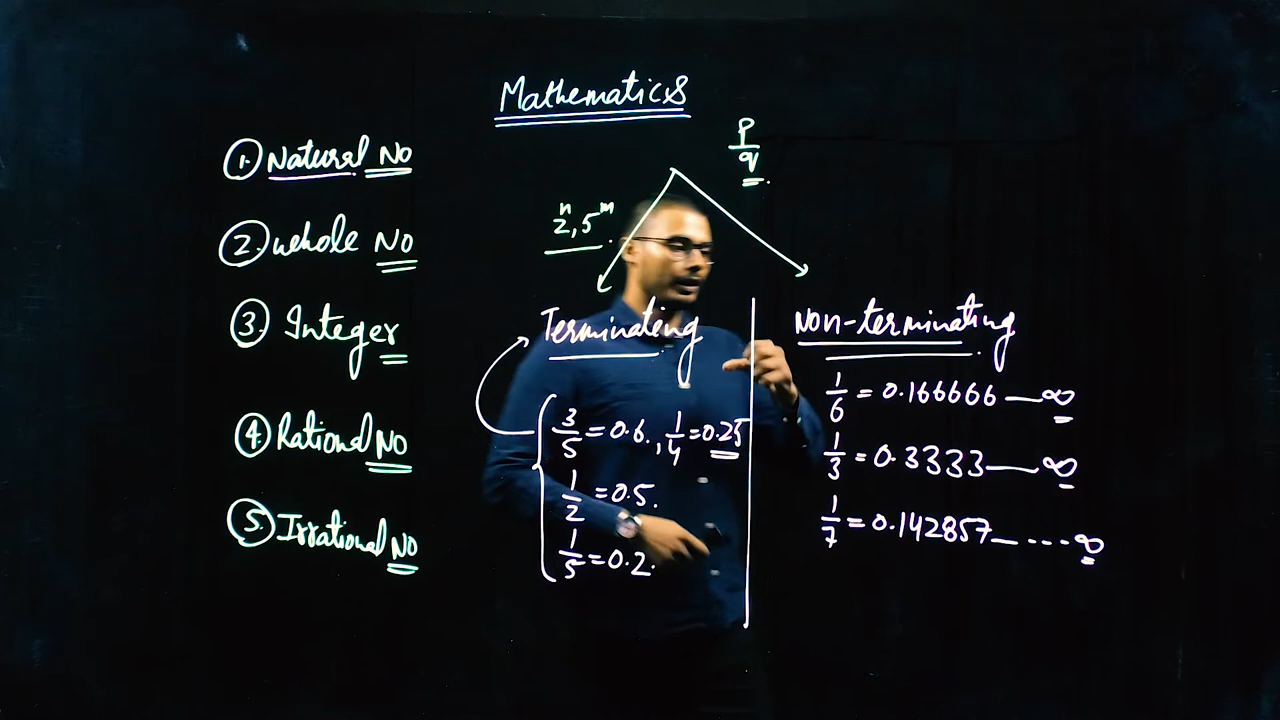 Mathematics
1. Natural No
2. whole No
3. Integer
4. Rational No
5. Irrational No
p/q
2ⁿ, 5ᵐ
Terminating
3/5 = 0.6, 1/4 = 0.25
1/2 = 0.5.
1/5 = 0.2.
Non-terminating
1/6 = 0.166666 — ∞
1/3 = 0.3333 — ∞
1/7 = 0.142857 — ---- ∞